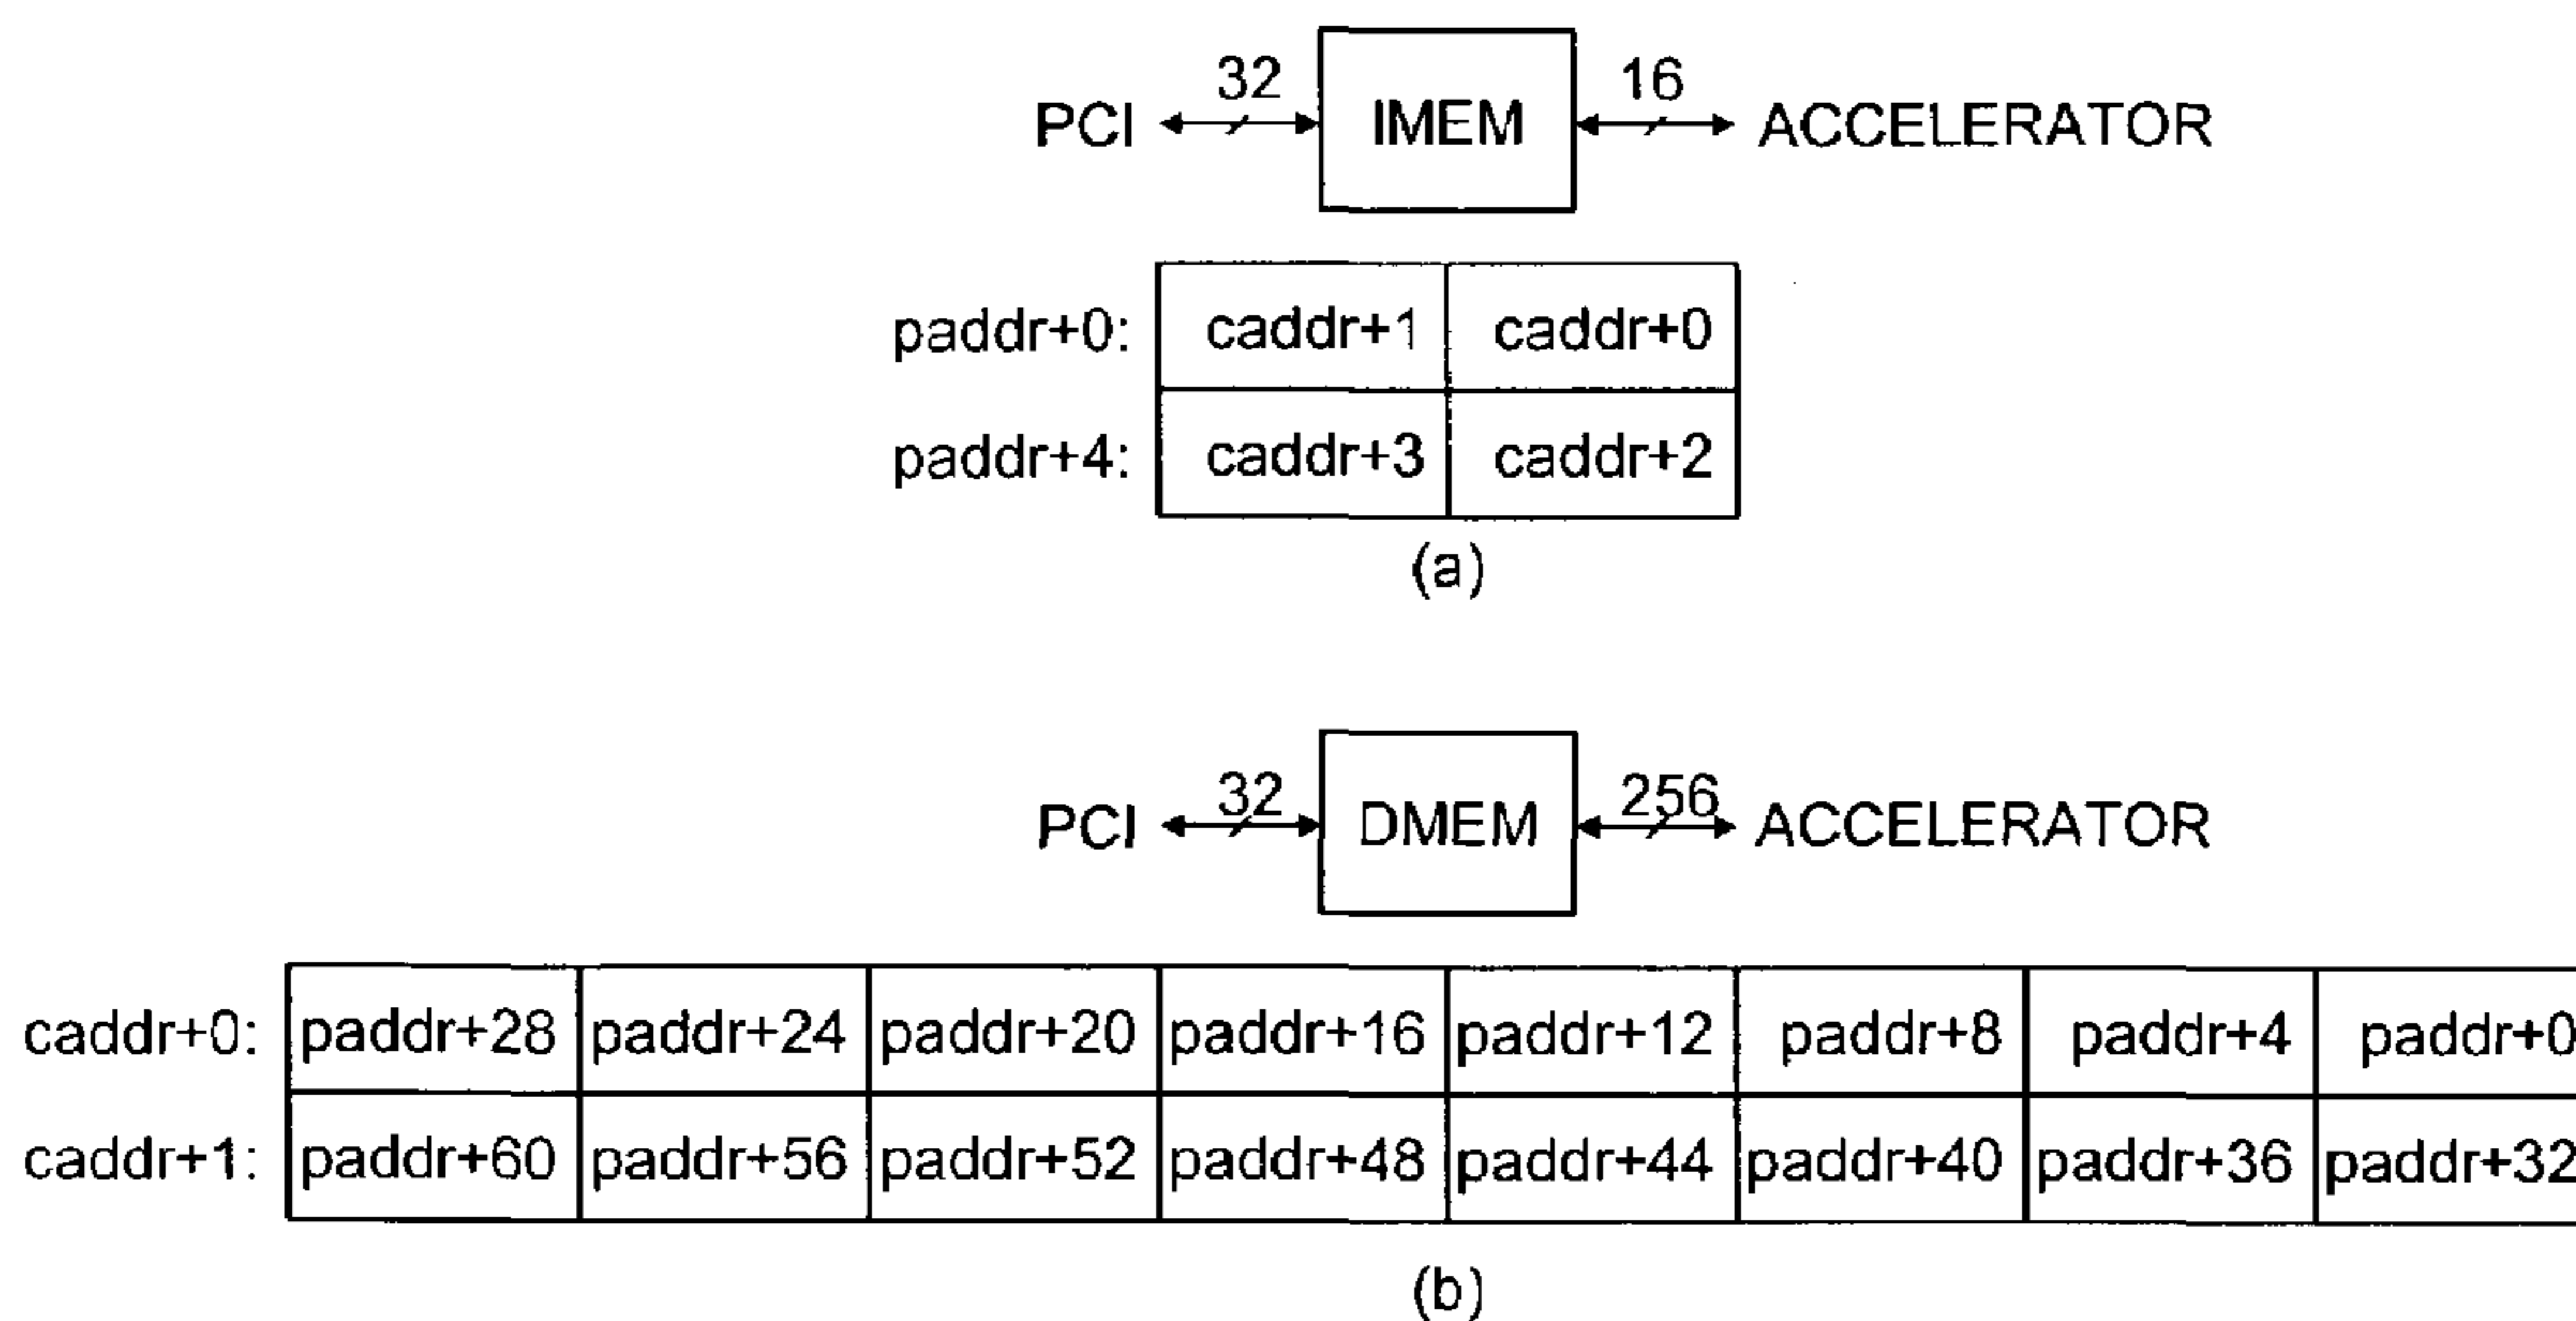 32 16
PCI IMEM ACCELERATOR
paddr+0: caddr+1 caddr+0
paddr+4: caddr+3 caddr+2
(a)
32 256
PCI DMEM ACCELERATOR
caddr+0: paddr+28 paddr+24 paddr+20 paddr+16 paddr+12 paddr+8 paddr+4 paddr+0
caddr+1: paddr+60 paddr+56 paddr+52 paddr+48 paddr+44 paddr+40 paddr+36 paddr+32
(b)